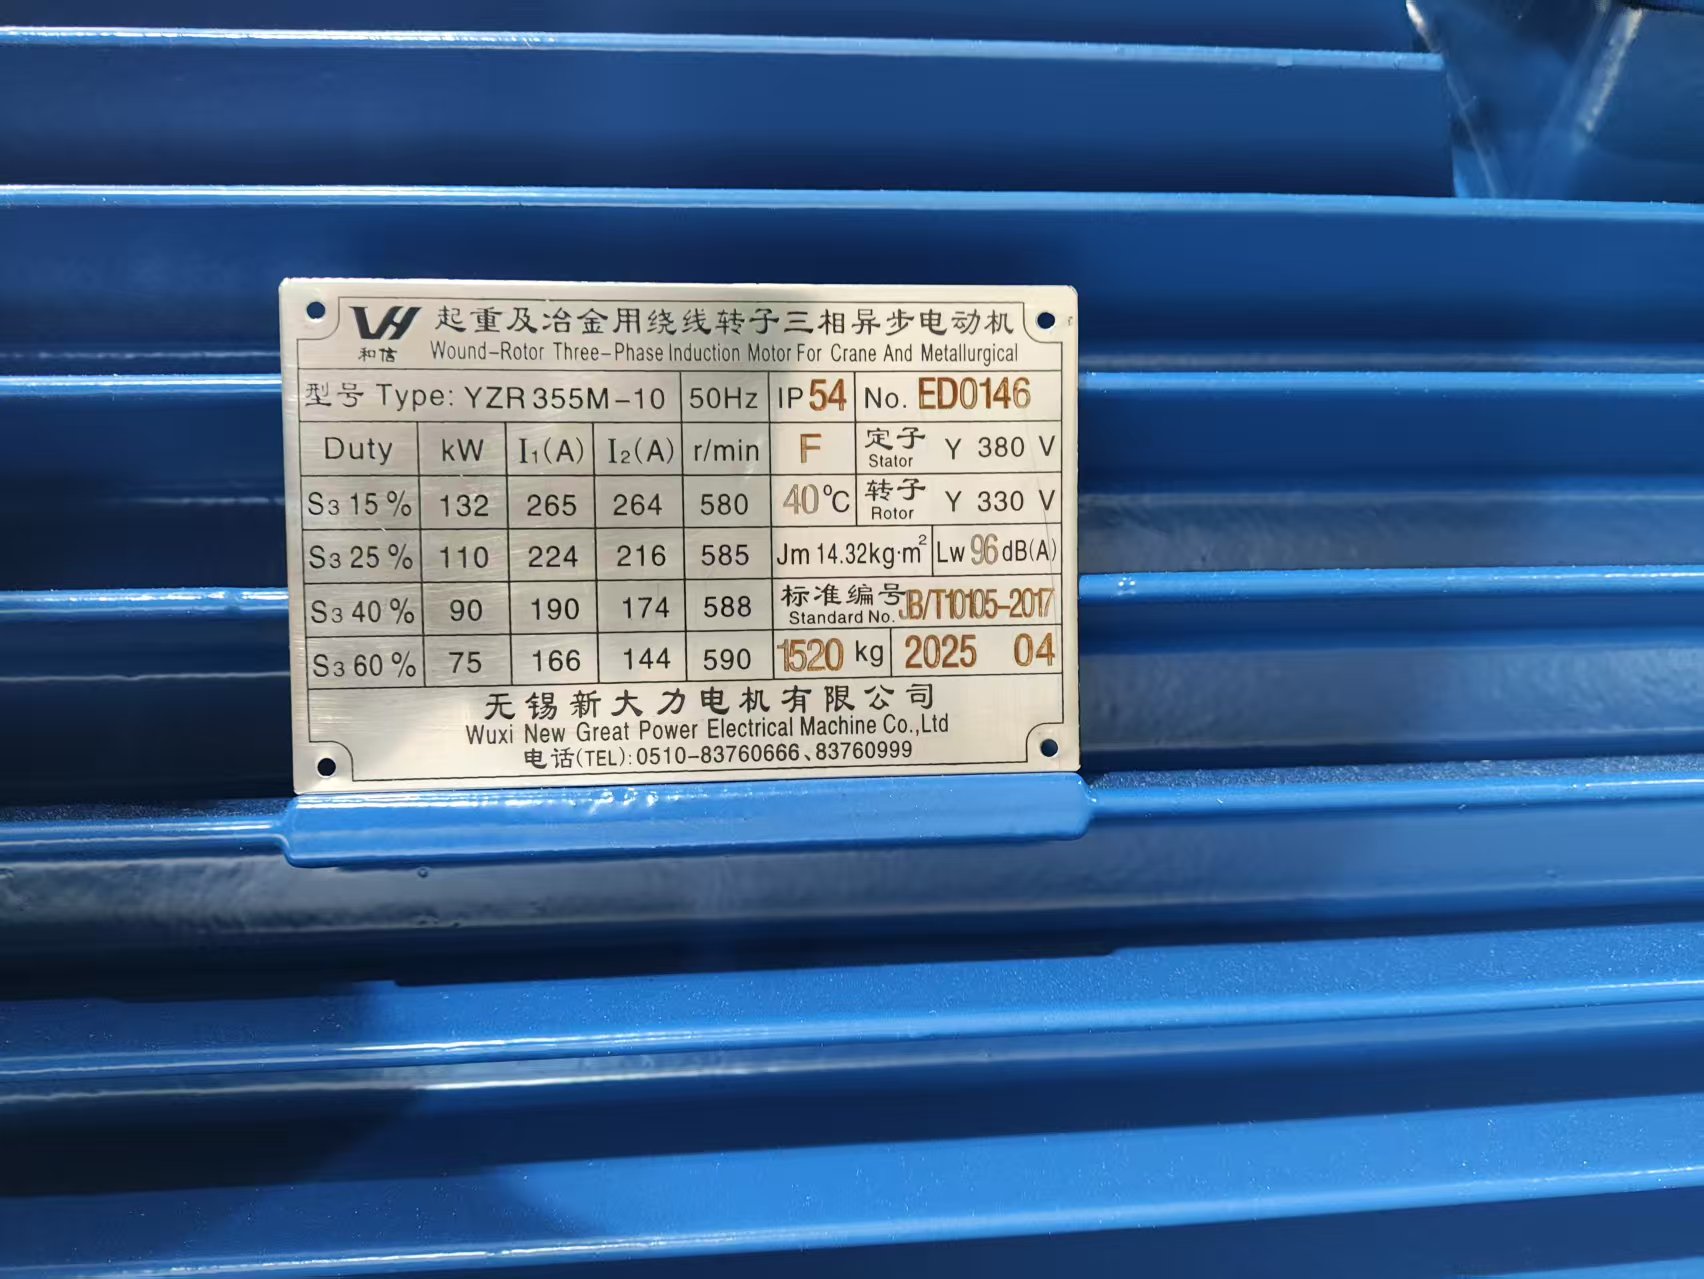 VH 起重及冶金用绕线转子三相异步电动机
和信 Wound-Rotor Three-Phase Induction Motor For Crane And Metallurgical
型号 Type: YZR 355M-10 50Hz IP 54 No. ED0146
Duty kW I₁(A) I₂(A) r/min F 定子 Stator Y 380 V
S₃ 15 % 132 265 264 580 40℃ 转子 Rotor Y 330 V
S₃ 25 % 110 224 216 585 Jm 14.32kg·m² Lw 96 dB(A)
S₃ 40 % 90 190 174 588 标准编号 Standard No. JB/T10105-2017
S₃ 60 % 75 166 144 590 1520 kg 2025 04
无锡新大力电机有限公司
Wuxi New Great Power Electrical Machine Co.,Ltd
电话(TEL):0510-83760666、83760999